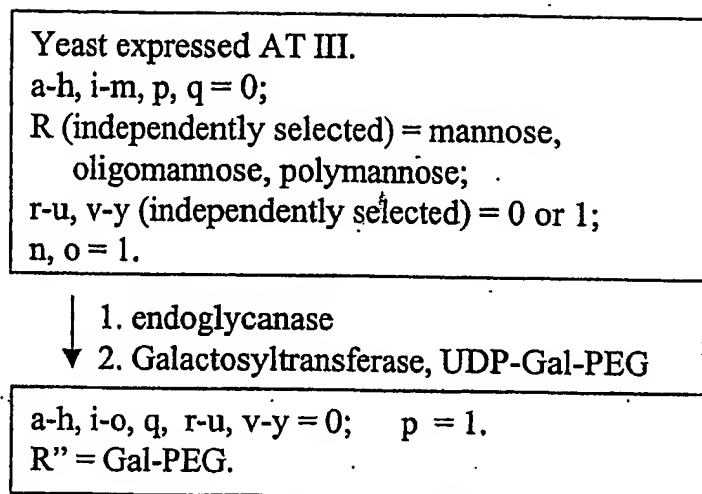 Yeast expressed AT III.
a-h, i-m, p, q = 0;
R (independently selected) = mannose,
oligomannose, polymannose;
r-u, v-y (independently selected) = 0 or 1;
n, o = 1.
1. endoglycanase
2. Galactosyltransferase, UDP-Gal-PEG
a-h, i-o, q, r-u, v-y = 0; p = 1.
R” = Gal-PEG.